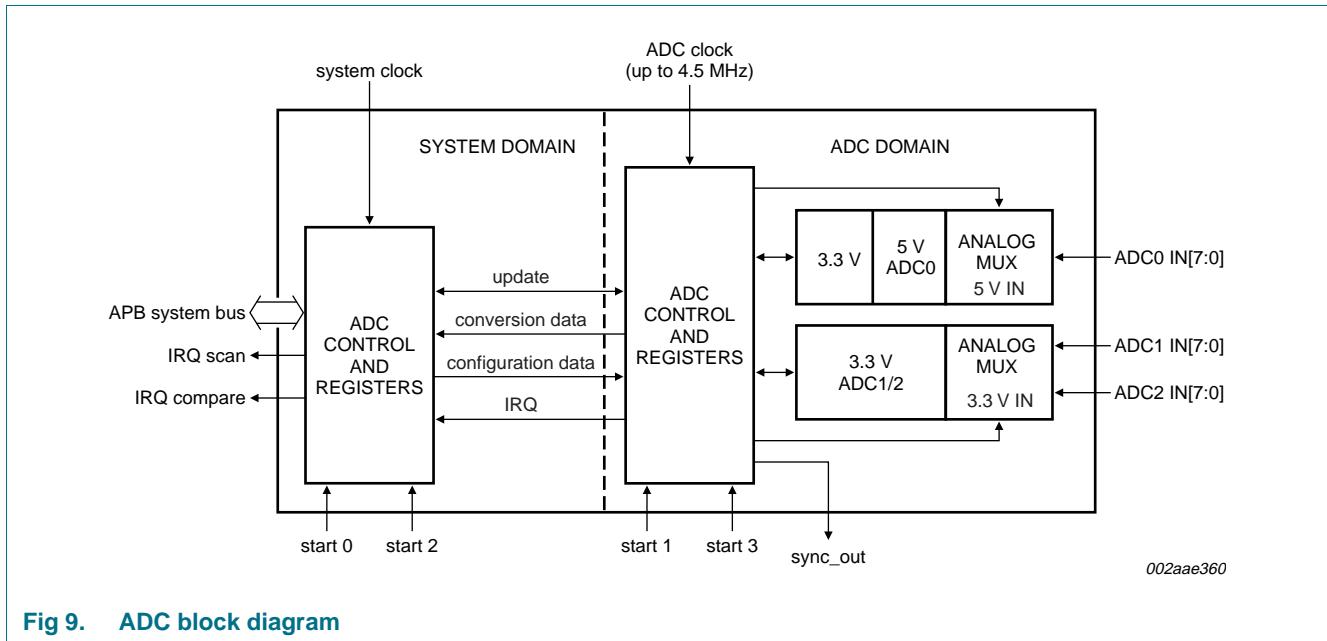 ADC clock
(up to 4.5 MHz)
system clock
SYSTEM DOMAIN
ADC DOMAIN
3.3 V
5 V
ADC0
ANALOG
MUX
5 V IN
ADC0 IN[7:0]
update
conversion data
configuration data
IRQ
APB system bus
IRQ scan
IRQ compare
ADC
CONTROL
AND
REGISTERS
ADC
CONTROL
AND
REGISTERS
3.3 V
ADC1/2
ANALOG
MUX
3.3 V IN
ADC1 IN[7:0]
ADC2 IN[7:0]
start 0
start 2
start 1
start 3
sync_out
002aae360
Fig 9. ADC block diagram